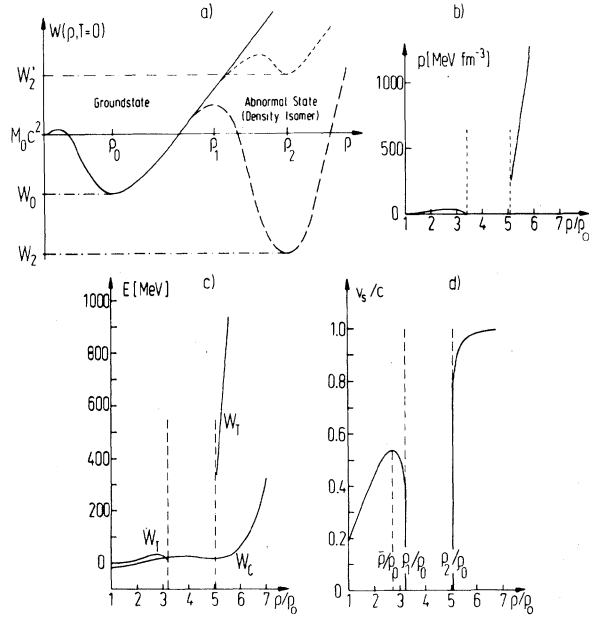 a)
W(ρ,T=0)
W₂'
Groundstate
Abnormal State
(Density Isomer)
M₀c²
ρ₀
ρ₁
ρ₂
ρ
W₀
W₂
b)
p[MeV fm⁻³]
500
0
1 2 3 4 5 6 7 ρ/ρ₀
c)
E [MeV]
1000
800
600
400
200
0
W_T
W_T
W_C
1 2 3 4 5 6 7 ρ/ρ₀
d)
v_s/c
1.0
0.8
0.6
0.4
0.2
0
ρ₁/ρ₀
ρ₂/ρ₀
1 2 3 4 5 6 7 ρ/ρ₀